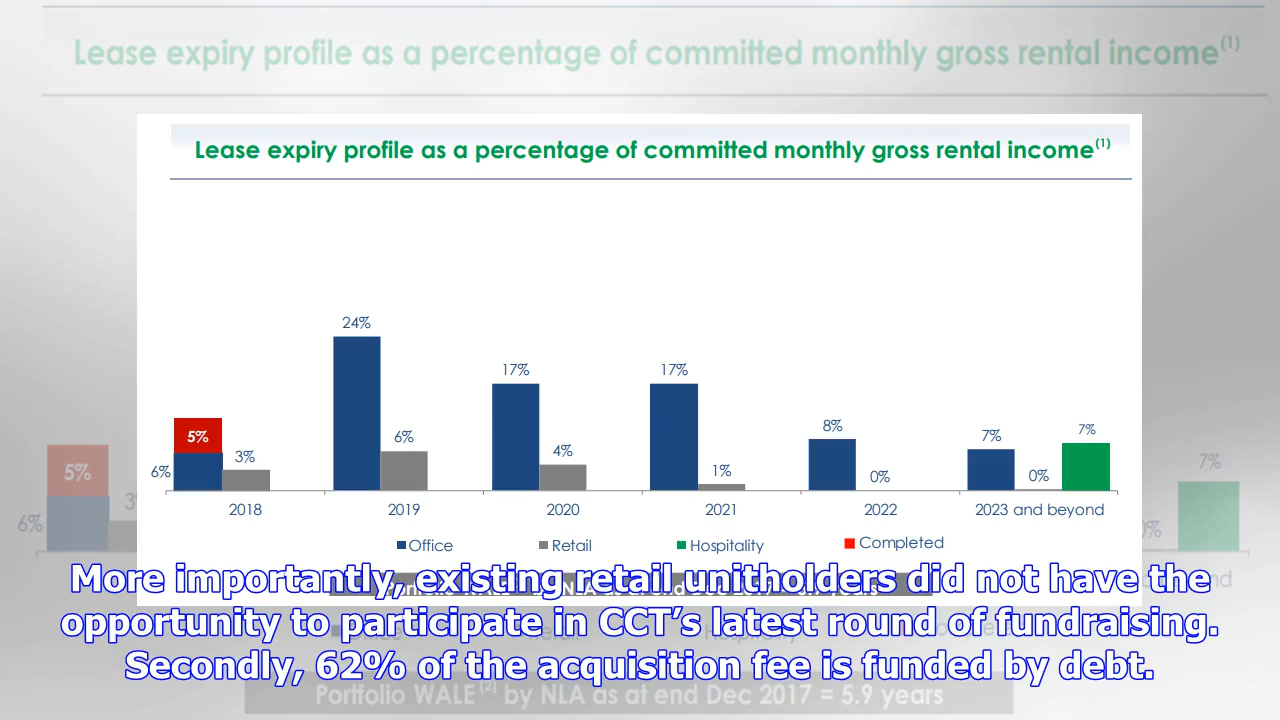 Lease expiry profile as a percentage of committed monthly gross rental income(1)
Lease expiry profile as a percentage of committed monthly gross rental income(1)
24%
17% 17%
5% 6% 8% 7% 7%
6% 3% 4% 1% 0% 0%
2018 2019 2020 2021 2022 2023 and beyond
Office Retail Hospitality Completed
5%
6%
7%
More importantly, existing retail unitholders did not have the
opportunity to participate in CCT’s latest round of fundraising.
Secondly, 62% of the acquisition fee is funded by debt.
Portfolio WALE (2) by NLA as at end Dec 2017 = 5.9 years